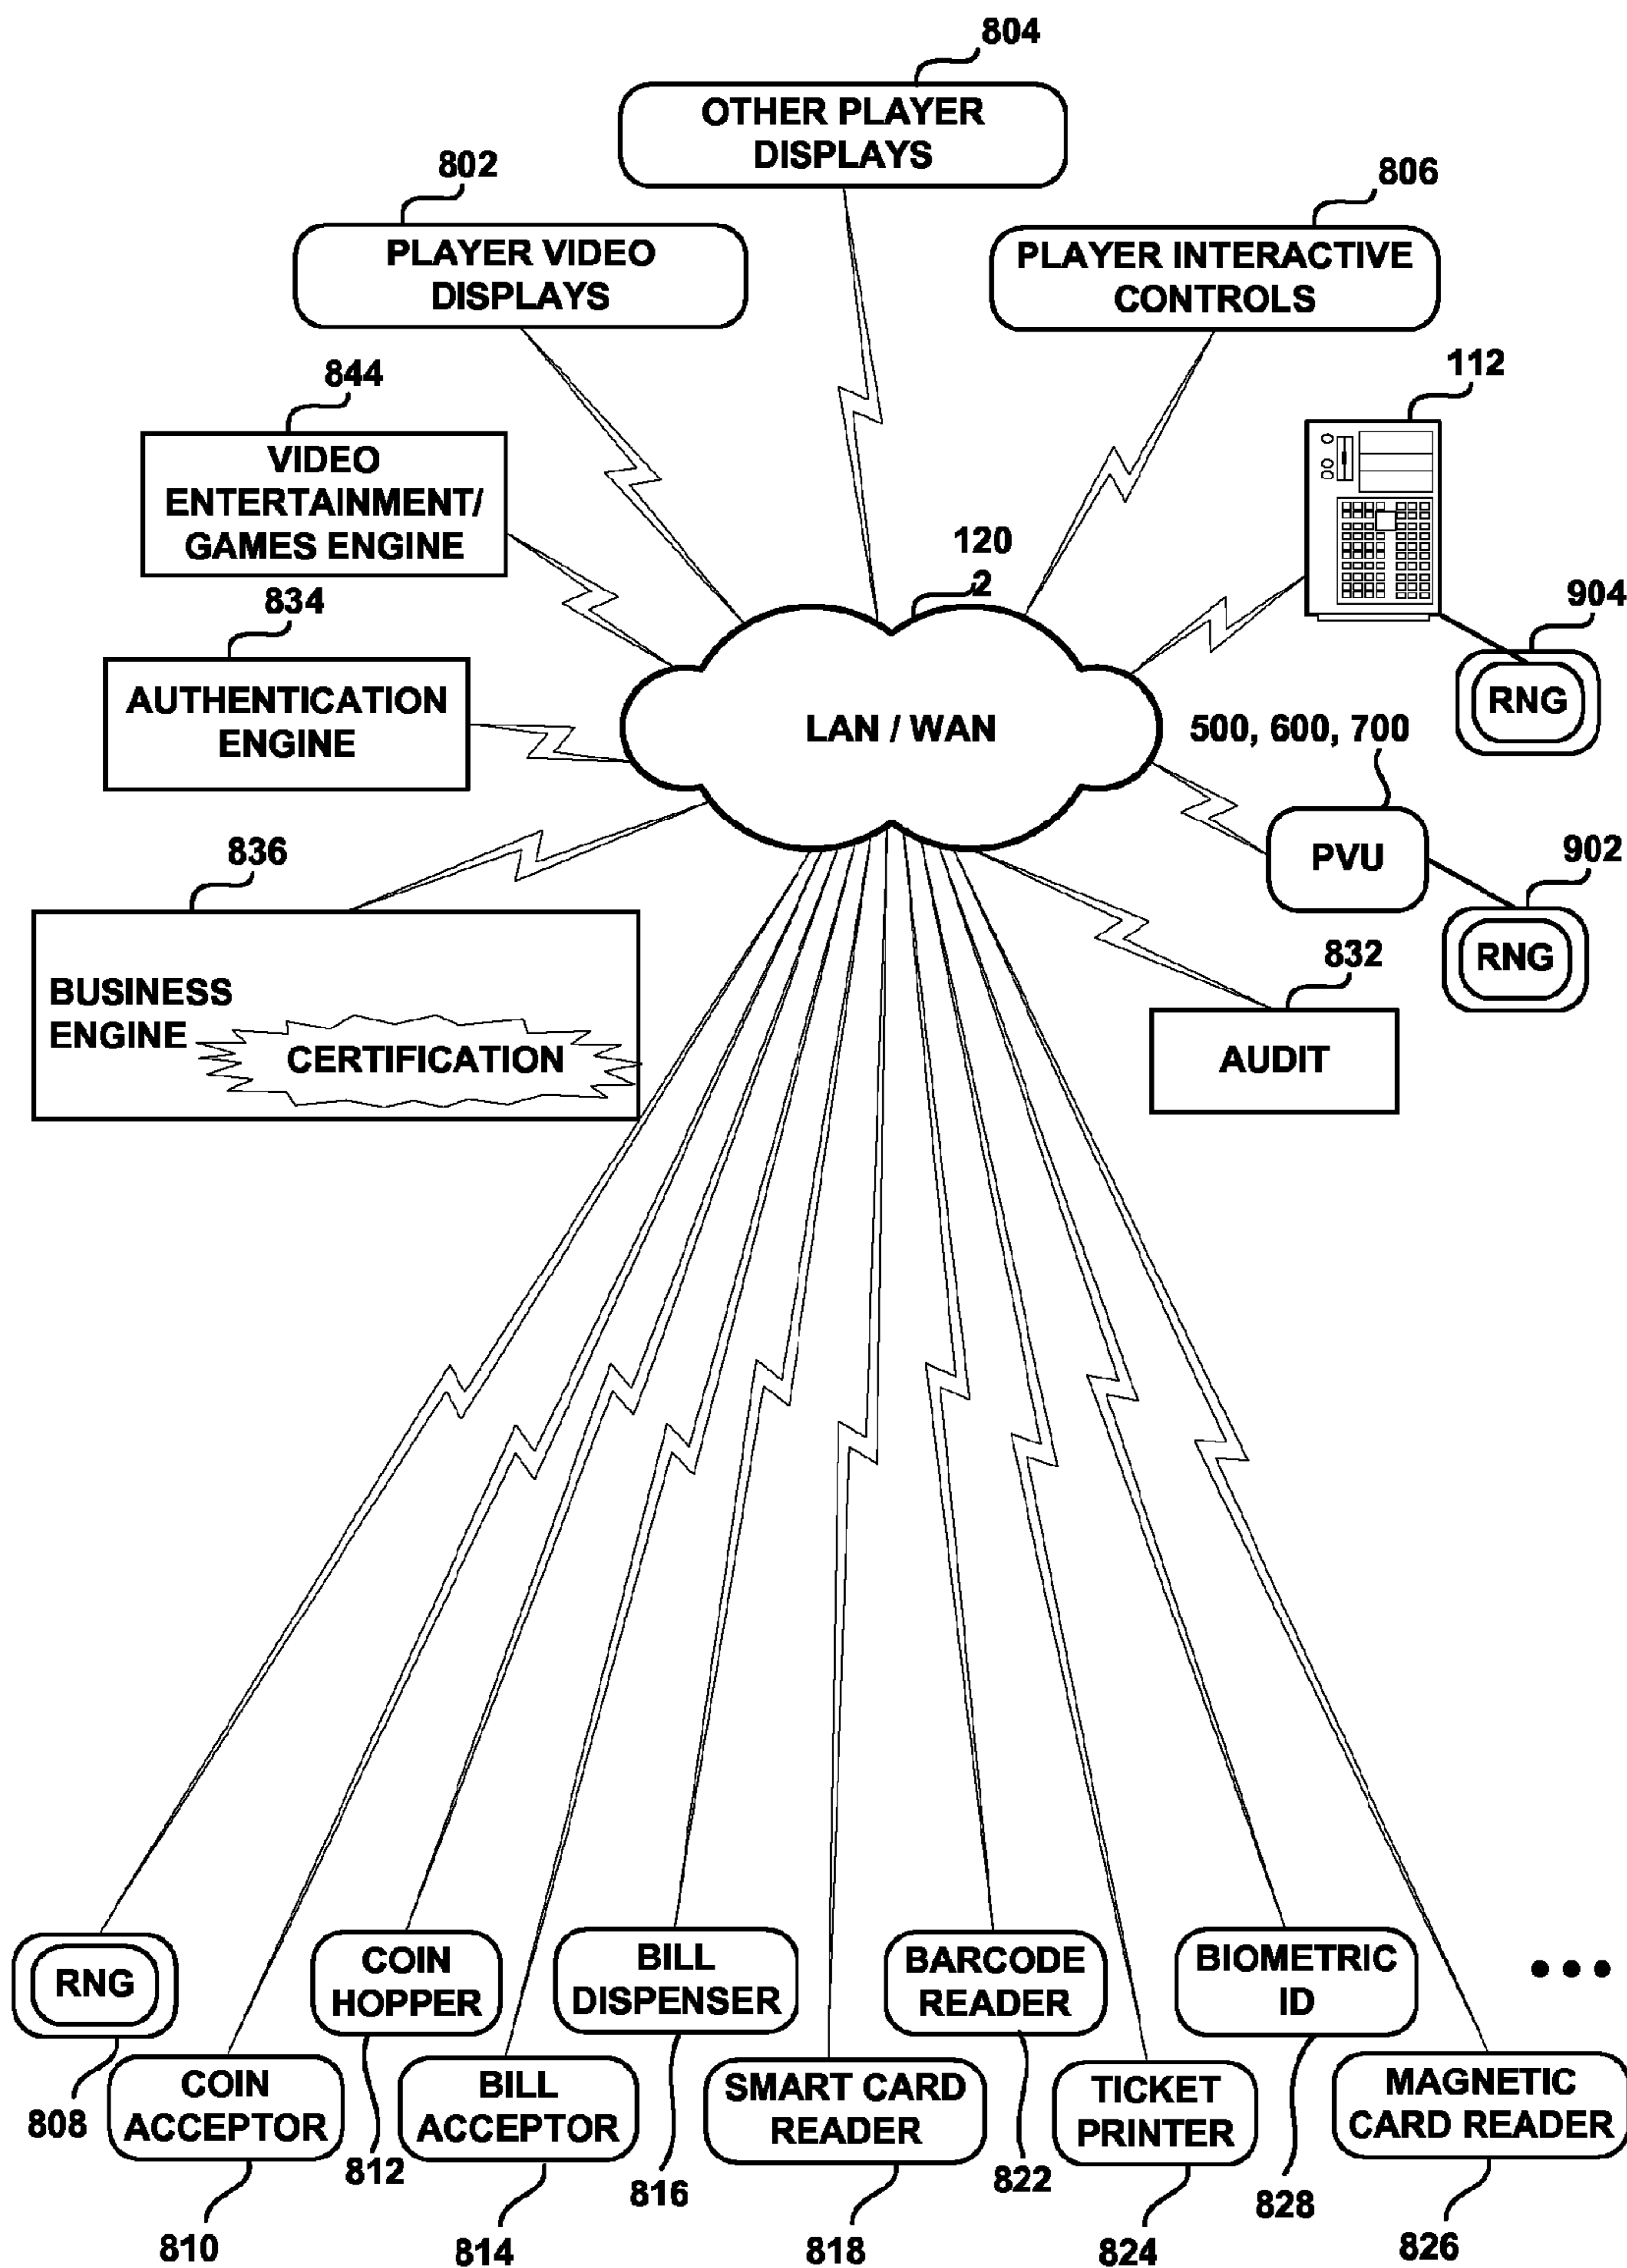 804
OTHER PLAYER
DISPLAYS
802
PLAYER VIDEO
DISPLAYS
806
PLAYER INTERACTIVE
CONTROLS
844
VIDEO
ENTERTAINMENT/
GAMES ENGINE
112
120
2
904
RNG
834
AUTHENTICATION
ENGINE
LAN / WAN
500, 600, 700
PVU
902
RNG
836
BUSINESS
ENGINE
CERTIFICATION
832
AUDIT
RNG
808
COIN
ACCEPTOR
810
COIN
HOPPER
812
BILL
ACCEPTOR
814
BILL
DISPENSER
816
SMART CARD
READER
818
BARCODE
READER
822
TICKET
PRINTER
824
BIOMETRIC
ID
828
MAGNETIC
CARD READER
826